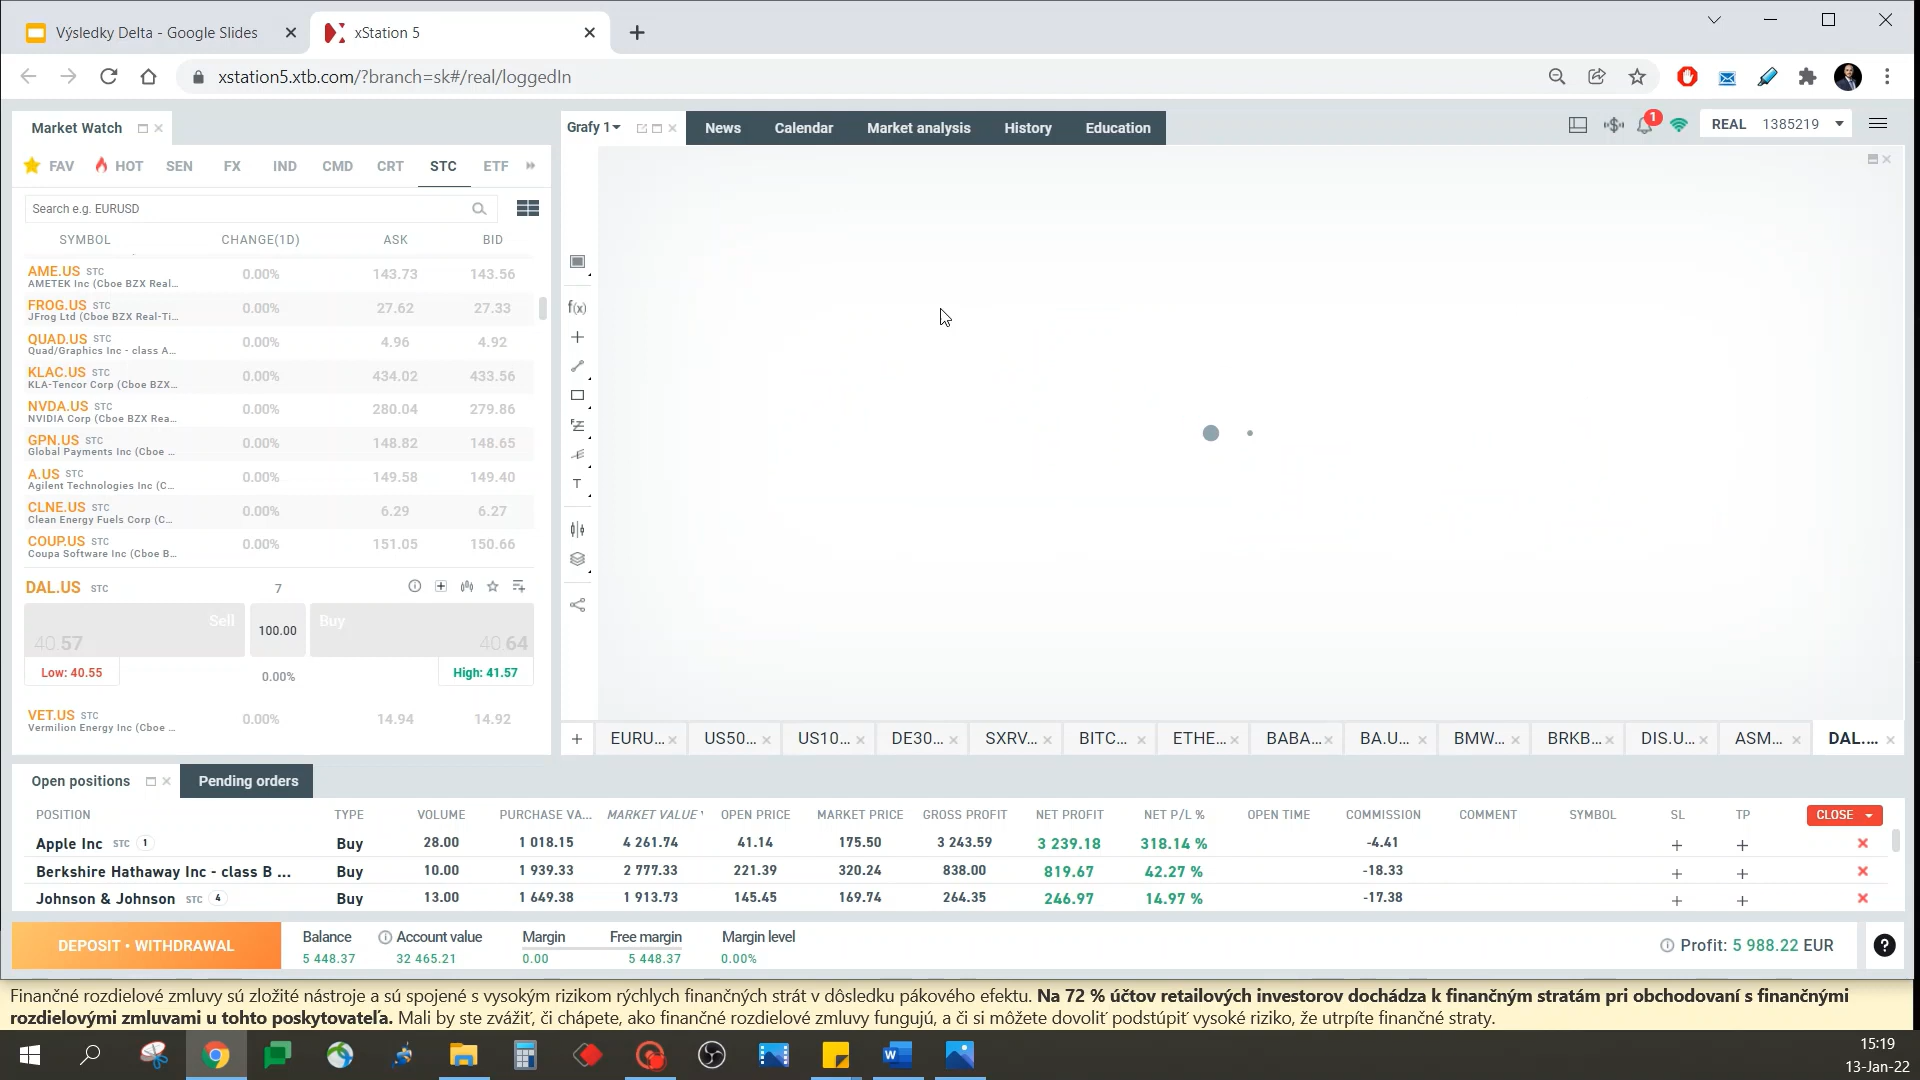 Výsledky Delta - Google Slides
xStation 5
xstation5.xtb.com/?branch=sk#/real/loggedIn
Market Watch
Grafy 1
News
Calendar
Market analysis
History
Education
1
REAL 1385219
FAV
HOT
SEN
FX
IND
CMD
CRT
STC
ETF
Search e.g. EURUSD
SYMBOL CHANGE(1D) ASK BID
AME.US STC 0.00% 143.73 143.56
AMETEK Inc (Cboe BZX Real...
FROG.US STC 0.00% 27.62 27.33
JFrog Ltd (Cboe BZX Real-Ti...
QUAD.US STC 0.00% 4.96 4.92
Quad/Graphics Inc - class A...
KLAC.US STC 0.00% 434.02 433.56
KLA-Tencor Corp (Cboe BZX...
NVDA.US STC 0.00% 280.04 279.86
NVIDIA Corp (Cboe BZX Rea...
GPN.US STC 0.00% 148.82 148.65
Global Payments Inc (Cboe ...
A.US STC 0.00% 149.58 149.40
Agilent Technologies Inc (C...
CLNE.US STC 0.00% 6.29 6.27
Clean Energy Fuels Corp (C...
COUP.US STC 0.00% 151.05 150.66
Coupa Software Inc (Cboe B...
DAL.US STC 7
Sell
Buy
40.57
100.00
40.64
Low: 40.55
0.00%
High: 41.57
VET.US STC 0.00% 14.94 14.92
Vermilion Energy Inc (Cboe ...
f(x)
T
EURU...
US50...
US10...
DE30...
SXRV...
BITC...
ETHE...
BABA...
BA.U...
BMW...
BRKB...
DIS.U...
ASM...
DAL....
Open positions
Pending orders
POSITION TYPE VOLUME PURCHASE VA... MARKET VALUE OPEN PRICE MARKET PRICE GROSS PROFIT NET PROFIT NET P/L % OPEN TIME COMMISSION COMMENT SYMBOL SL TP CLOSE
Apple Inc STC 1 Buy 28.00 1 018.15 4 261.74 41.14 175.50 3 243.59 3 239.18 318.14 % -4.41
Berkshire Hathaway Inc - class B ... Buy 10.00 1 939.33 2 777.33 221.39 320.24 838.00 819.67 42.27 % -18.33
Johnson & Johnson STC 4 Buy 13.00 1 649.38 1 913.73 145.45 169.74 264.35 246.97 14.97 % -17.38
DEPOSIT • WITHDRAWAL
Balance Account value Margin Free margin Margin level
5 448.37 32 465.21 0.00 5 448.37 0.00%
Profit: 5 988.22 EUR
Finančné rozdielové zmluvy sú zložité nástroje a sú spojené s vysokým rizikom rýchlych finančných strát v dôsledku pákového efektu. Na 72 % účtov retailových investorov dochádza k finančným stratám pri obchodovaní s finančnými
rozdielovými zmluvami u tohto poskytovateľa. Mali by ste zvážiť, či chápete, ako finančné rozdielové zmluvy fungujú, a či si môžete dovoliť podstúpiť vysoké riziko, že utrpíte finančné straty.
15:19
13-Jan-22